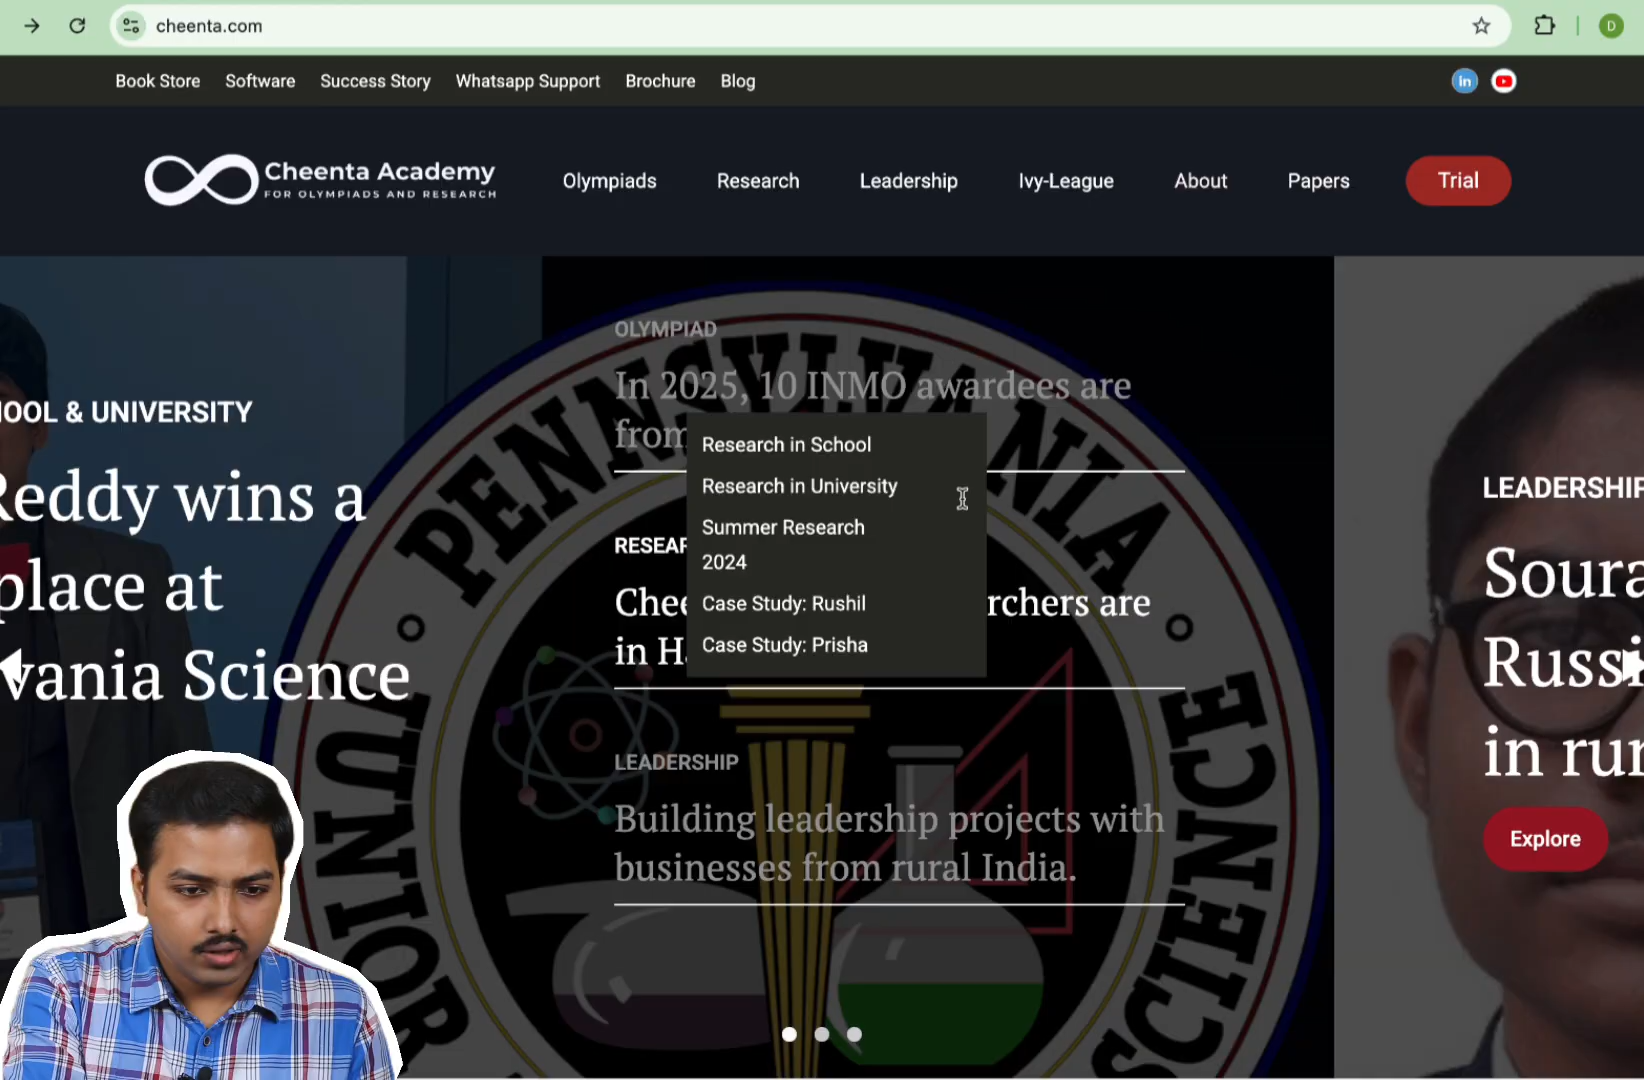 cheenta.com
D
Book Store Software Success Story Whatsapp Support Brochure Blog
in
Cheenta Academy
FOR OLYMPIADS AND RESEARCH
Olympiads Research Leadership Ivy-League About Papers Trial
OOL & UNIVERSITY
Reddy wins a
place at
vania Science
OLYMPIAD
In 2025, 10 INMO awardees are
from
Research in School
Research in University
Summer Research
2024
Case Study: Rushil
Case Study: Prisha
RESEAR
Chee rchers are
in Ha
LEADERSHIP
Building leadership projects with
businesses from rural India.
PENNSYLVANIA
JUNIOR
SCIENCE
LEADERSHIP
Soura
Russi
in rur
Explore